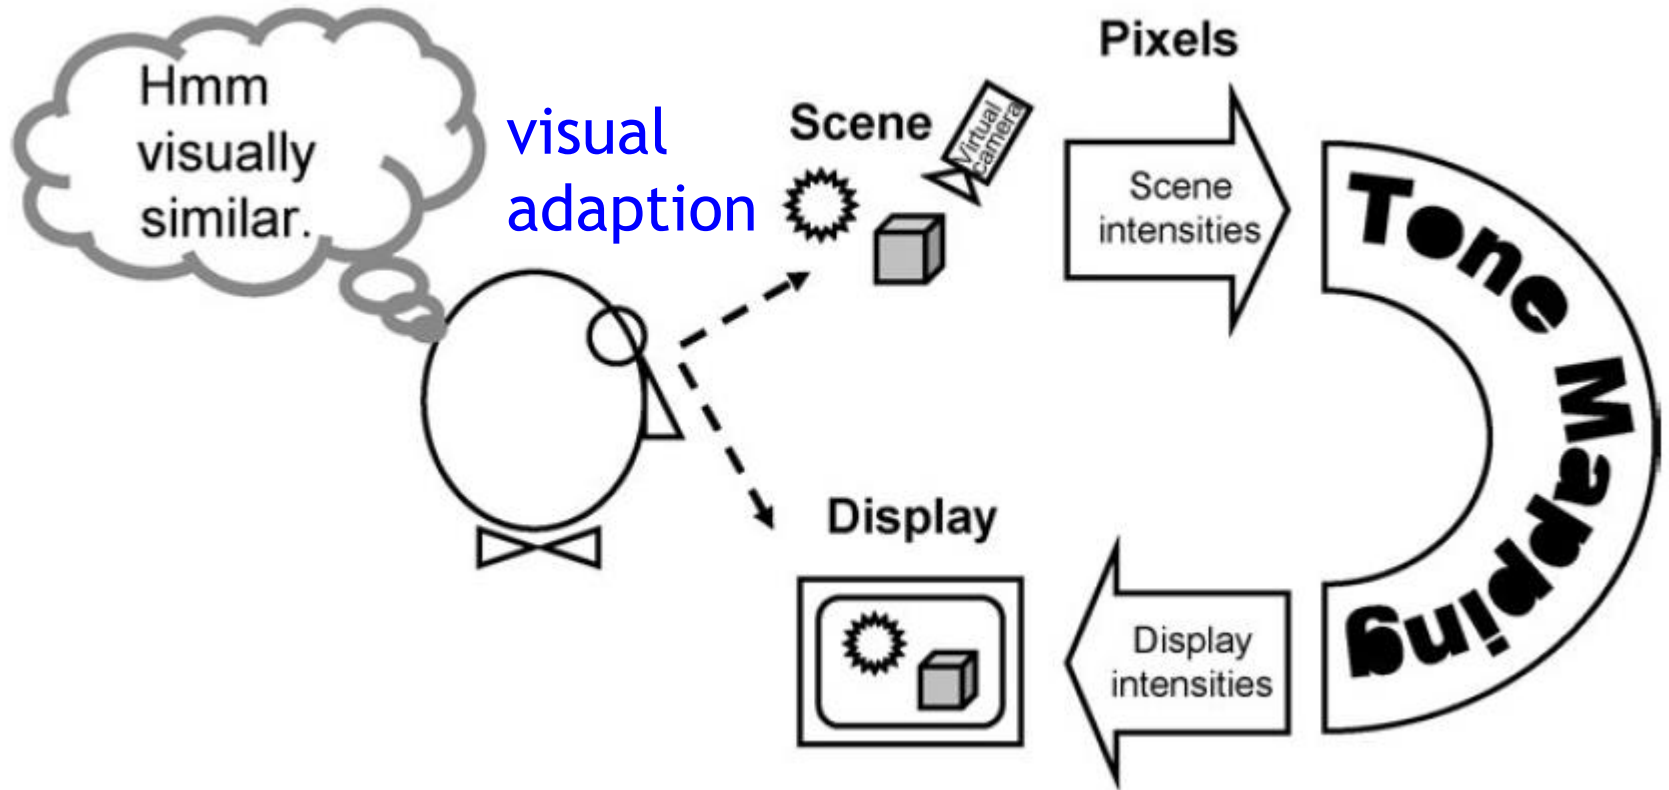 Hmm
visually
similar.
visual
adaption
Scene
Virtual
camera
Pixels
Scene
intensities
Tone Mapping
Display
Display
intensities